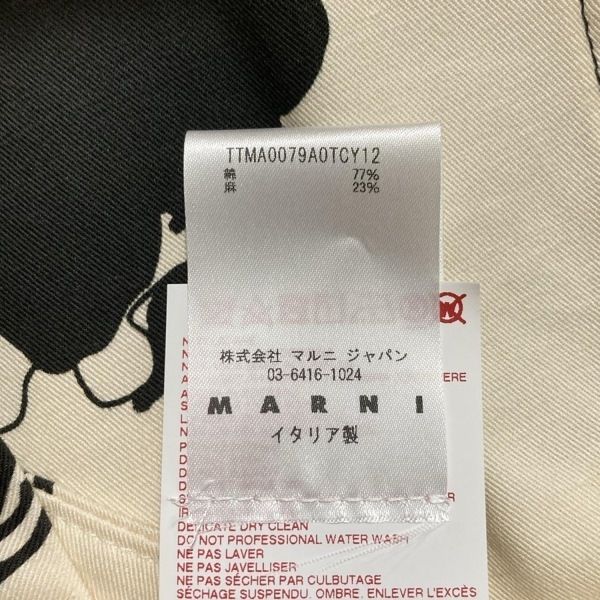 TTMA0079A0TCY12
綿 77%
麻 23%
株式会社 マルニ ジャパン
03-6416-1024
MARNI
イタリア製
DELICATE DRY CLEAN
DO NOT PROFESSIONAL WATER WASH
NE PAS LAVER
NE PAS JAVELLISER
NE PAS SÉCHER PAR CULBUTAGE
SÉCHAGE SUSPENDU. OMBRE. ENLEVER L'EXCÈS